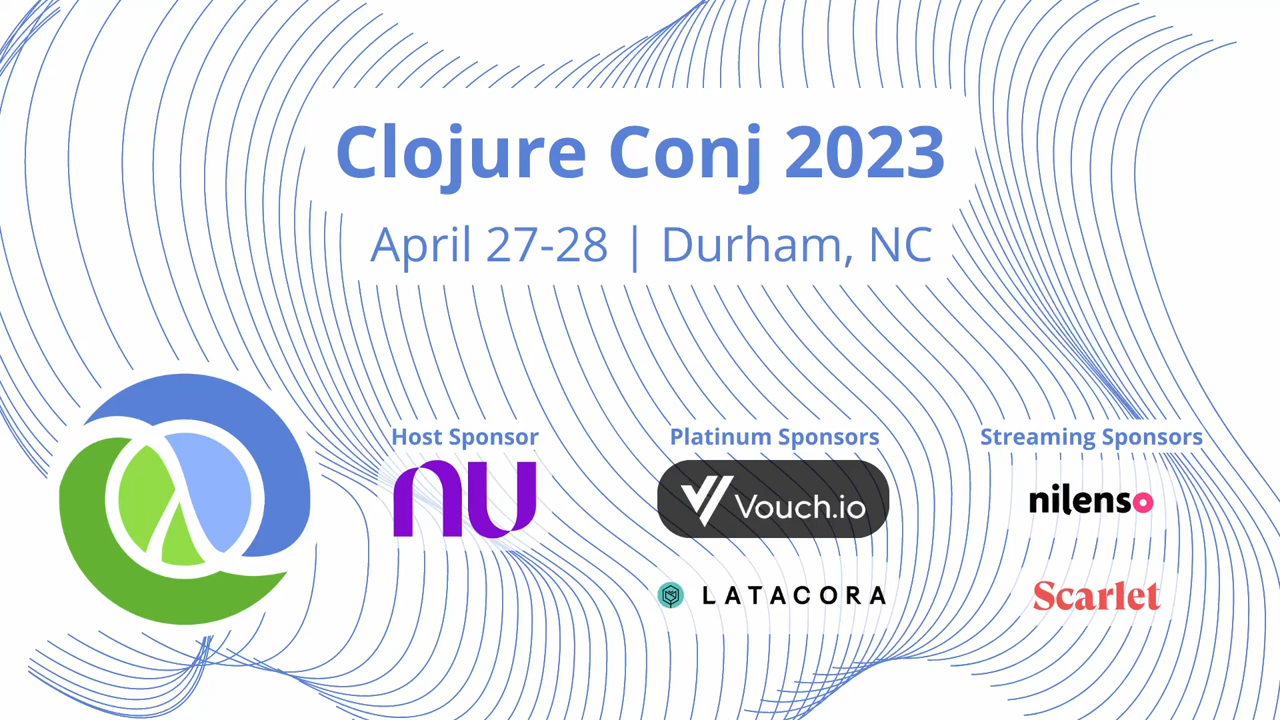 Clojure Conj 2023
April 27-28 | Durham, NC
Host Sponsor
nu
Platinum Sponsors
Vouch.io
LATACORA
Streaming Sponsors
nilenso
Scarlet